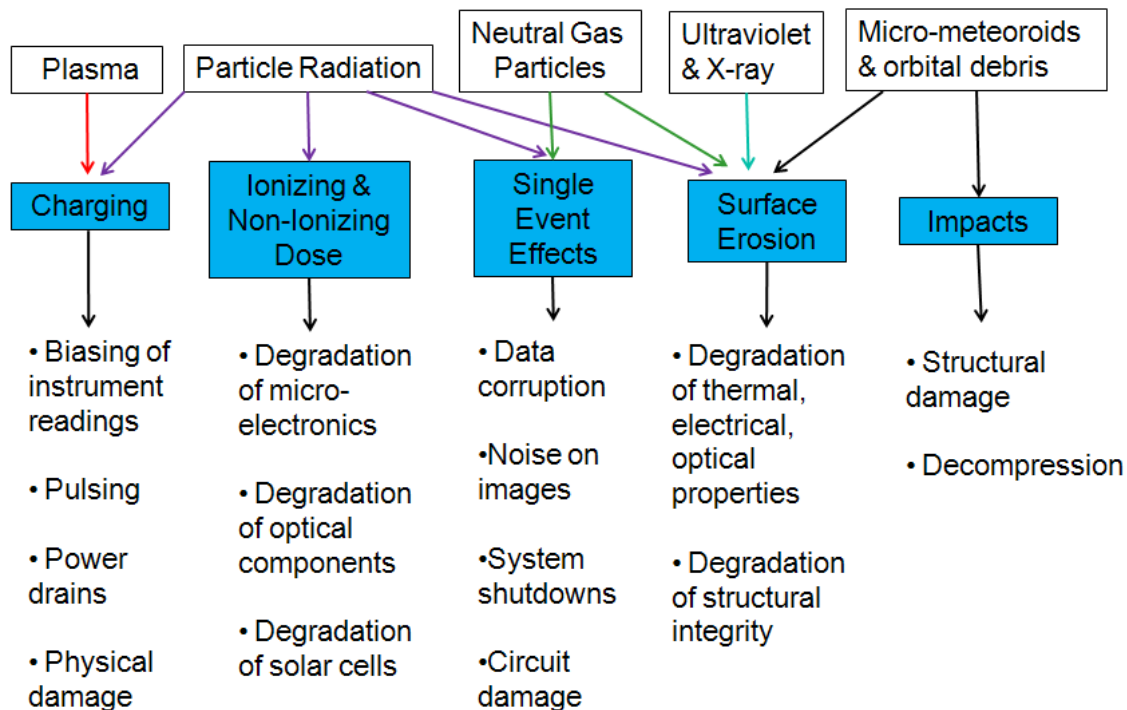 Plasma
Particle Radiation
Neutral Gas
Particles
Ultraviolet
& X-ray
Micro-meteoroids
& orbital debris
Charging
Ionizing &
Non-Ionizing
Dose
Single
Event
Effects
Surface
Erosion
Impacts
• Biasing of
instrument
readings
• Pulsing
• Power
drains
• Physical
damage
• Degradation
of micro-
electronics
• Degradation
of optical
components
• Degradation
of solar cells
• Data
corruption
•Noise on
images
•System
shutdowns
•Circuit
damage
• Degradation
of thermal,
electrical,
optical
properties
• Degradation
of structural
integrity
• Structural
damage
• Decompression